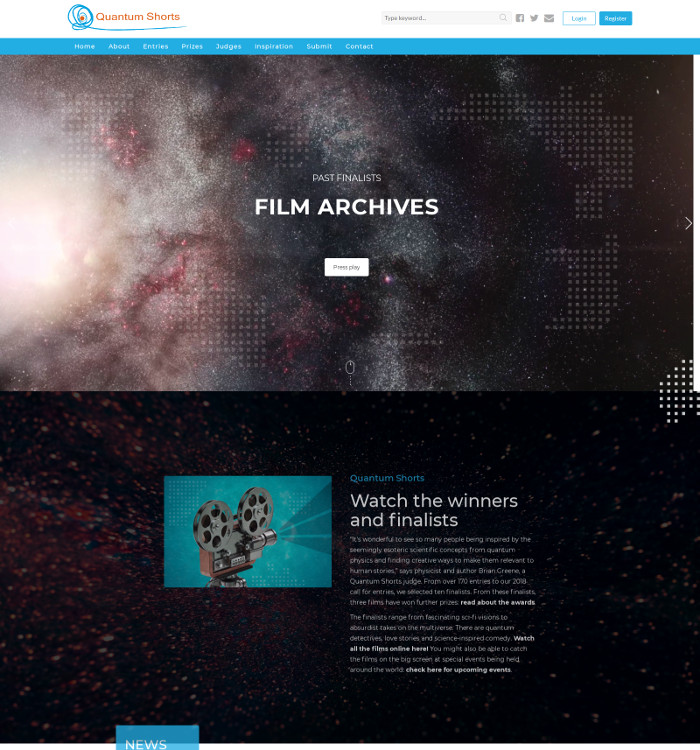 Quantum Shorts
Type keyword...
Login
Register
Home
About
Entries
Prizes
Judges
Inspiration
Submit
Contact
PAST FINALISTS
FILM ARCHIVES
Press play
Quantum Shorts
Watch the winners
and finalists
"It's wonderful to see so many people being inspired by the
seemingly esoteric scientific concepts from quantum
physics and finding creative ways to make them relevant to
human stories," says physicist and author Brian Greene, a
Quantum Shorts judge. From over 170 entries to our 2018
call for entries, we selected ten finalists. From these finalists,
three films have won further prizes: read about the awards.
The finalists range from fascinating sci-fi visions to
absurdist takes on the multiverse. There are quantum
detectives, love stories and science-inspired comedy. Watch
all the films online here! You might also be able to catch
the films on the big screen at special events being held
around the world: check here for upcoming events.
NEWS